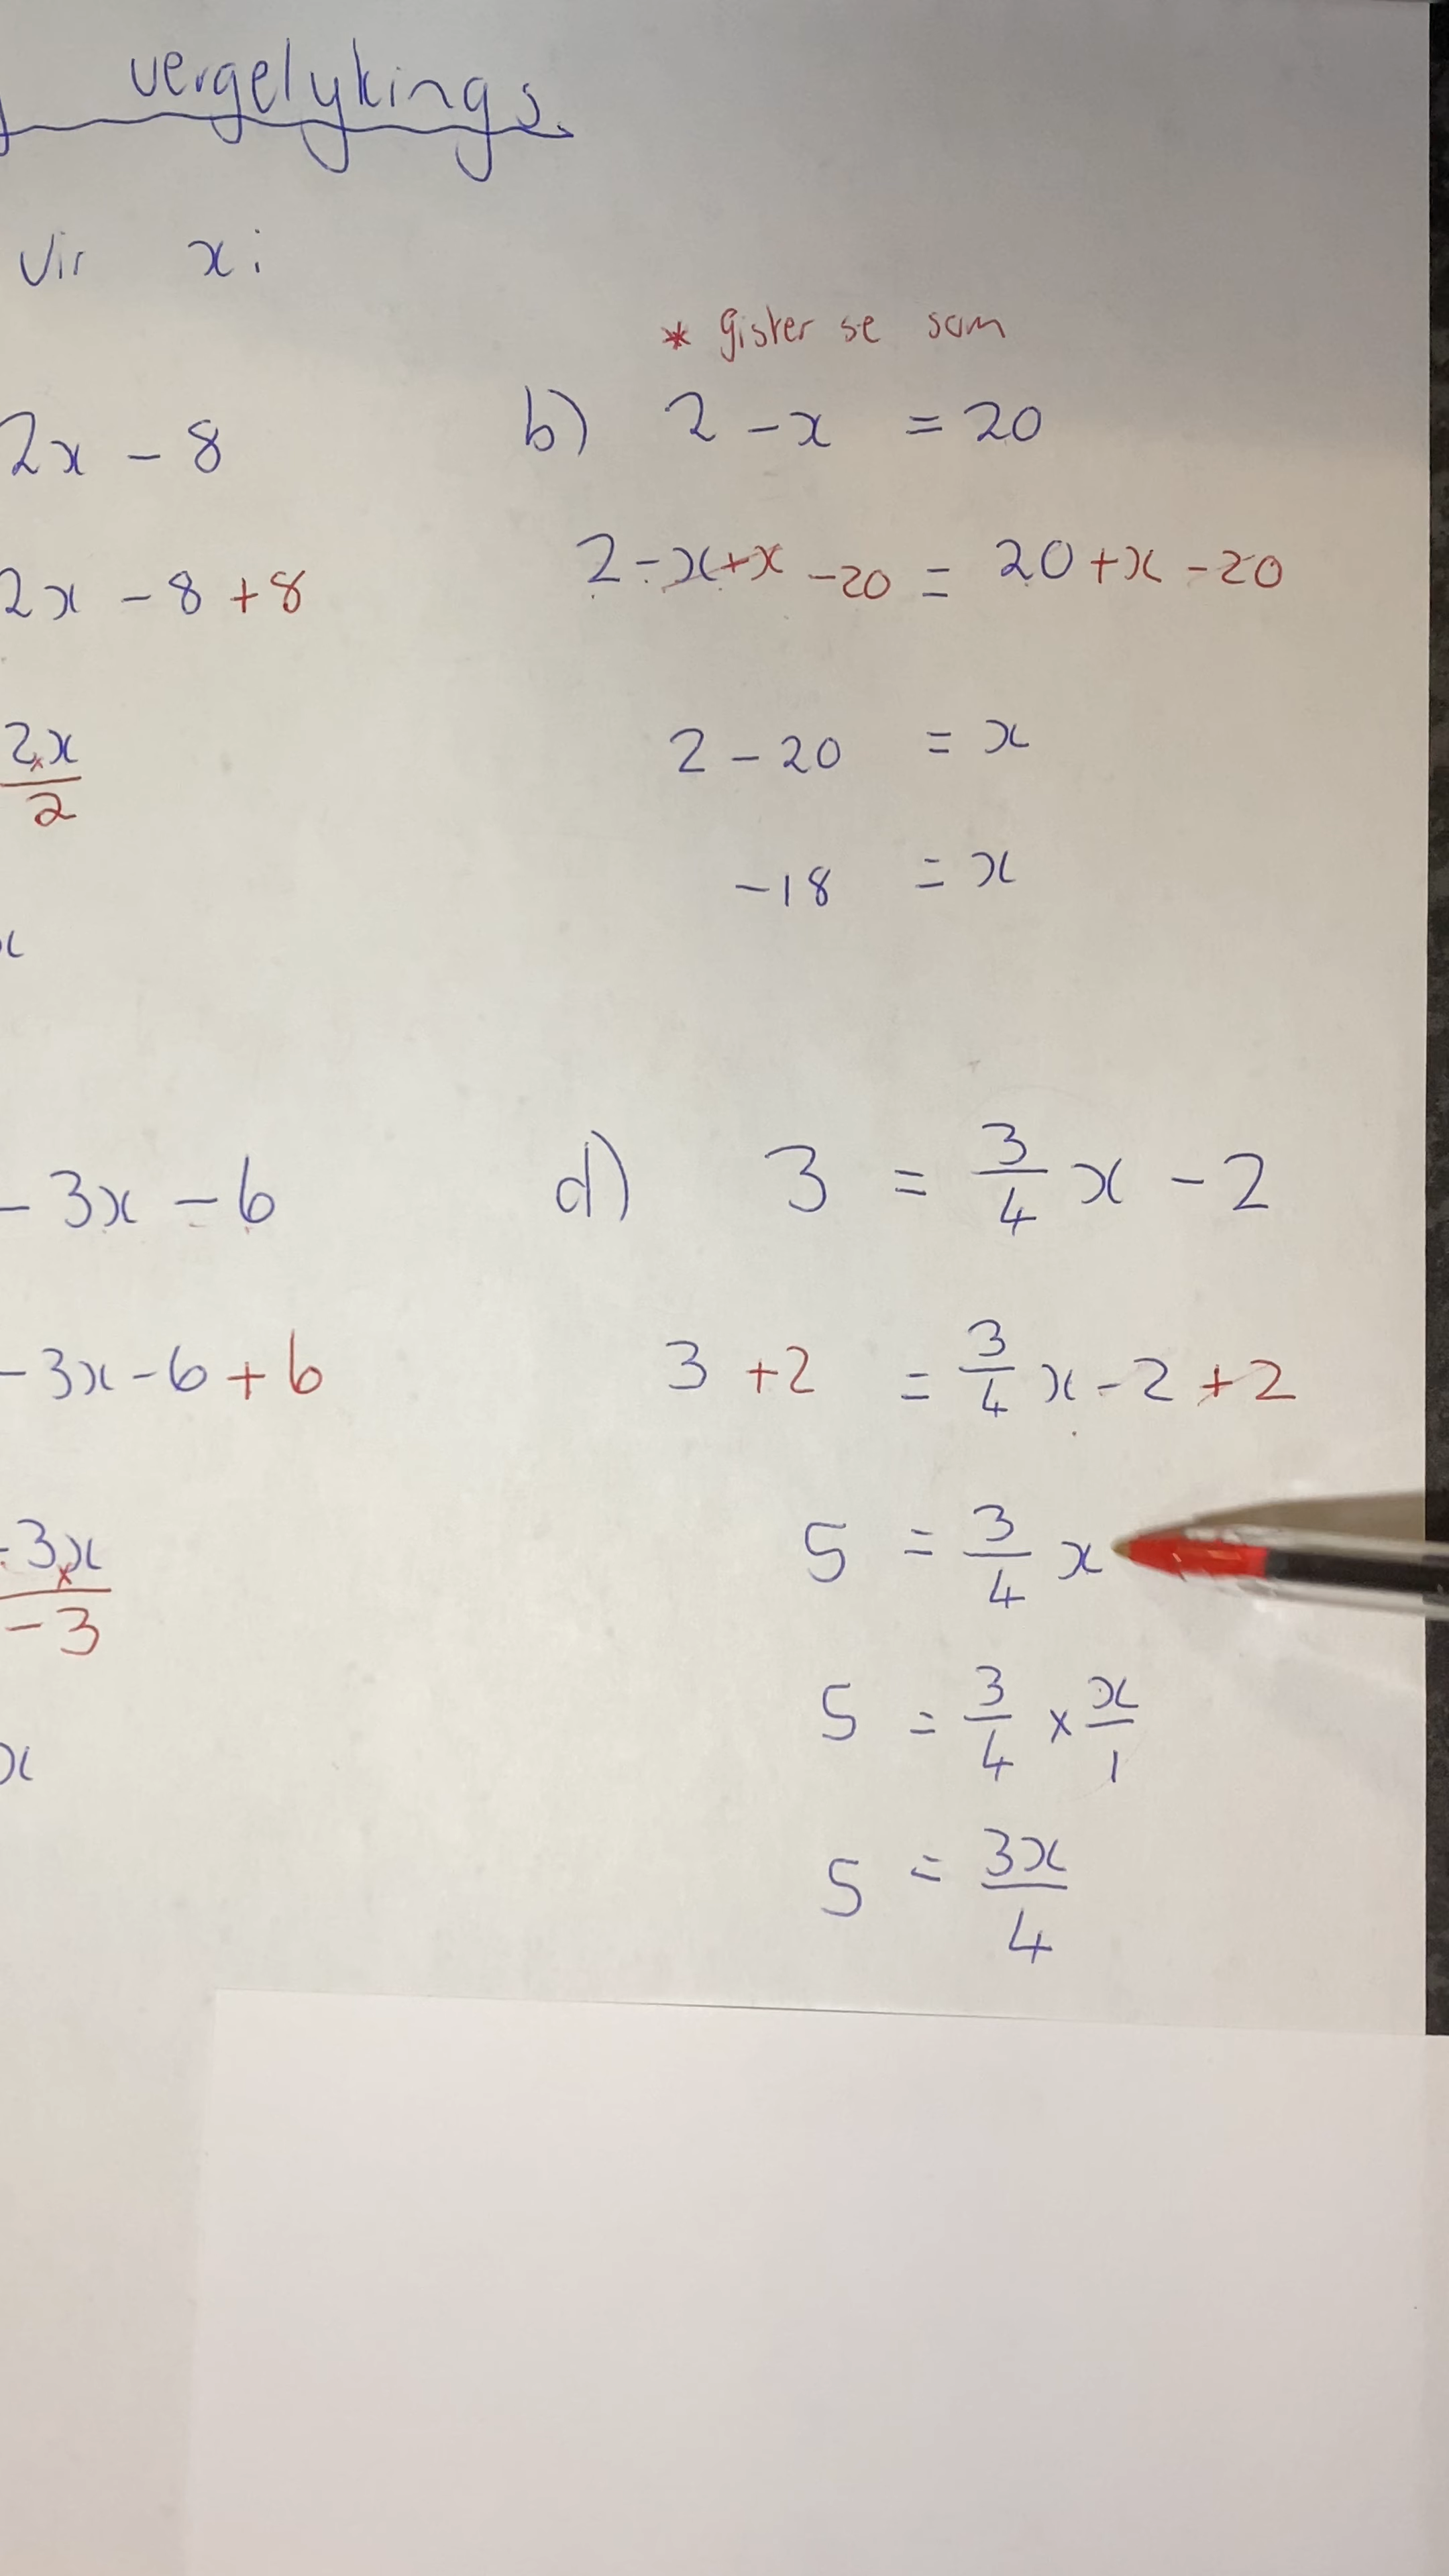 vergelykings
vir x:
2x - 8
2x - 8 + 8
2x
2
x
* gister se som
b) 2 - x = 20
2 - x + x - 20 = 20 + x - 20
2 - 20 = x
-18 = x
- 3x - 6
- 3x - 6 + 6
-3x
-3
x
d) 3 = 3/4 x - 2
3 + 2 = 3/4 x - 2 + 2
5 = 3/4 x
5 = 3/4 × x/1
5 = 3x/4